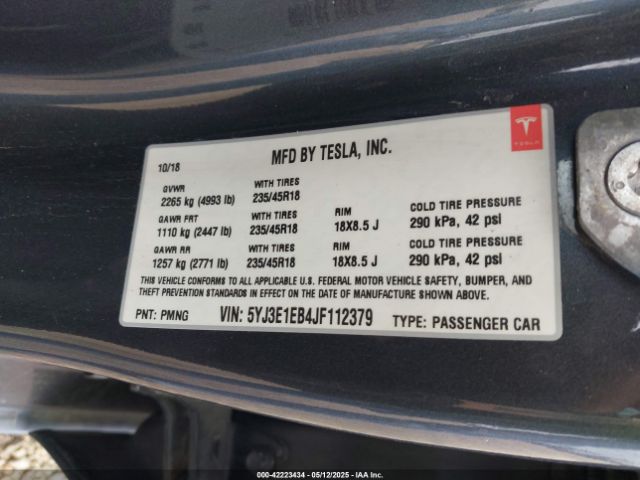 10/18
MFD BY TESLA, INC.
TESLA
GVWR WITH TIRES
2265 kg (4993 lb) 235/45R18
GAWR FRT WITH TIRES RIM COLD TIRE PRESSURE
1110 kg (2447 lb) 235/45R18 18X8.5 J 290 kPa, 42 psi
GAWR RR WITH TIRES RIM COLD TIRE PRESSURE
1257 kg (2771 lb) 235/45R18 18X8.5 J 290 kPa, 42 psi
THIS VEHICLE CONFORMS TO ALL APPLICABLE U.S. FEDERAL MOTOR VEHICLE SAFETY, BUMPER, AND
THEFT PREVENTION STANDARDS IN EFFECT ON THE DATE OF MANUFACTURE SHOWN ABOVE.
PNT: PMNG VIN: 5YJ3E1EB4JF112379 TYPE: PASSENGER CAR
000-42223434 - 05/12/2025 - IAA Inc.